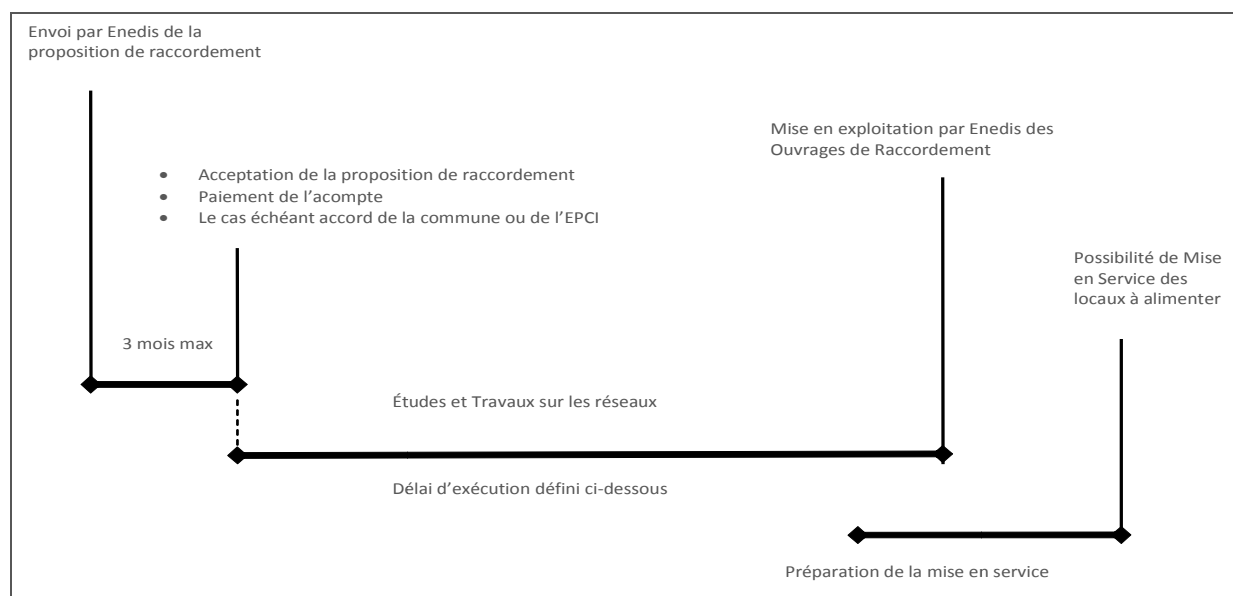 Envoi par Enedis de la
proposition de raccordement
Mise en exploitation par Enedis des
Ouvrages de Raccordement
• Acceptation de la proposition de raccordement
• Paiement de l’acompte
• Le cas échéant accord de la commune ou de l’EPCI
Possibilité de Mise
en Service des
locaux à alimenter
3 mois max
Études et Travaux sur les réseaux
Délai d’exécution défini ci-dessous
Préparation de la mise en service